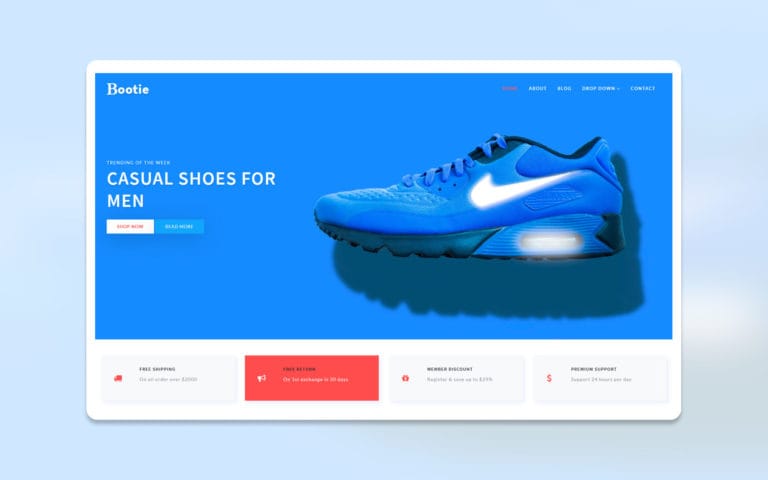 Bootie
HOME ABOUT BLOG DROP DOWN CONTACT
TRENDING OF THE WEEK
CASUAL SHOES FOR
MEN
SHOP NOW READ MORE
FREE SHIPPING
On all order over $2000
FREE RETURN
On 1st exchange in 30 days
MEMBER DISCOUNT
Register & save up to $29%
$
PREMIUM SUPPORT
Support 24 hours per day